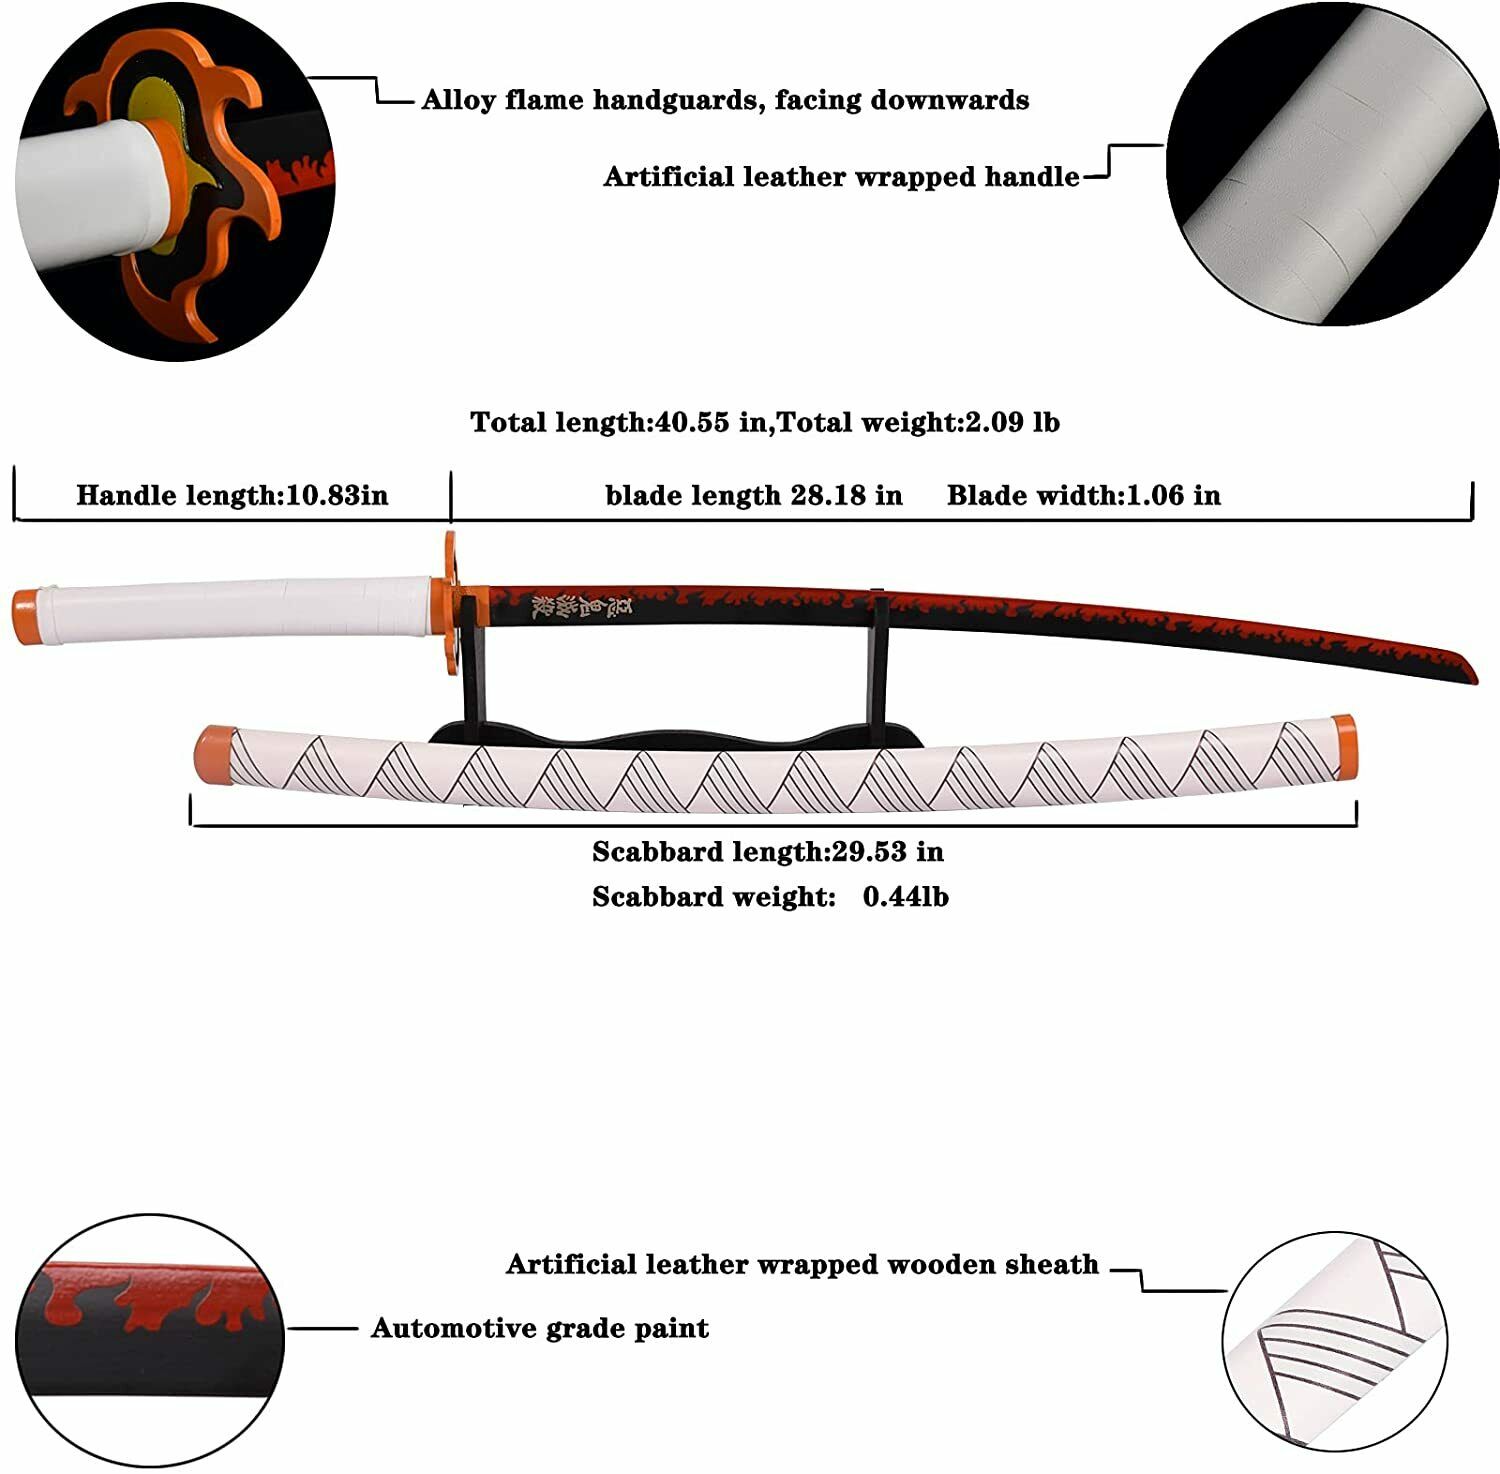 Alloy flame handguards, facing downwards
Artificial leather wrapped handle
Total length:40.55 in,Total weight:2.09 lb
Handle length:10.83in
blade length 28.18 in
Blade width:1.06 in
惡鬼滅殺
Scabbard length:29.53 in
Scabbard weight: 0.44lb
Artificial leather wrapped wooden sheath
Automotive grade paint